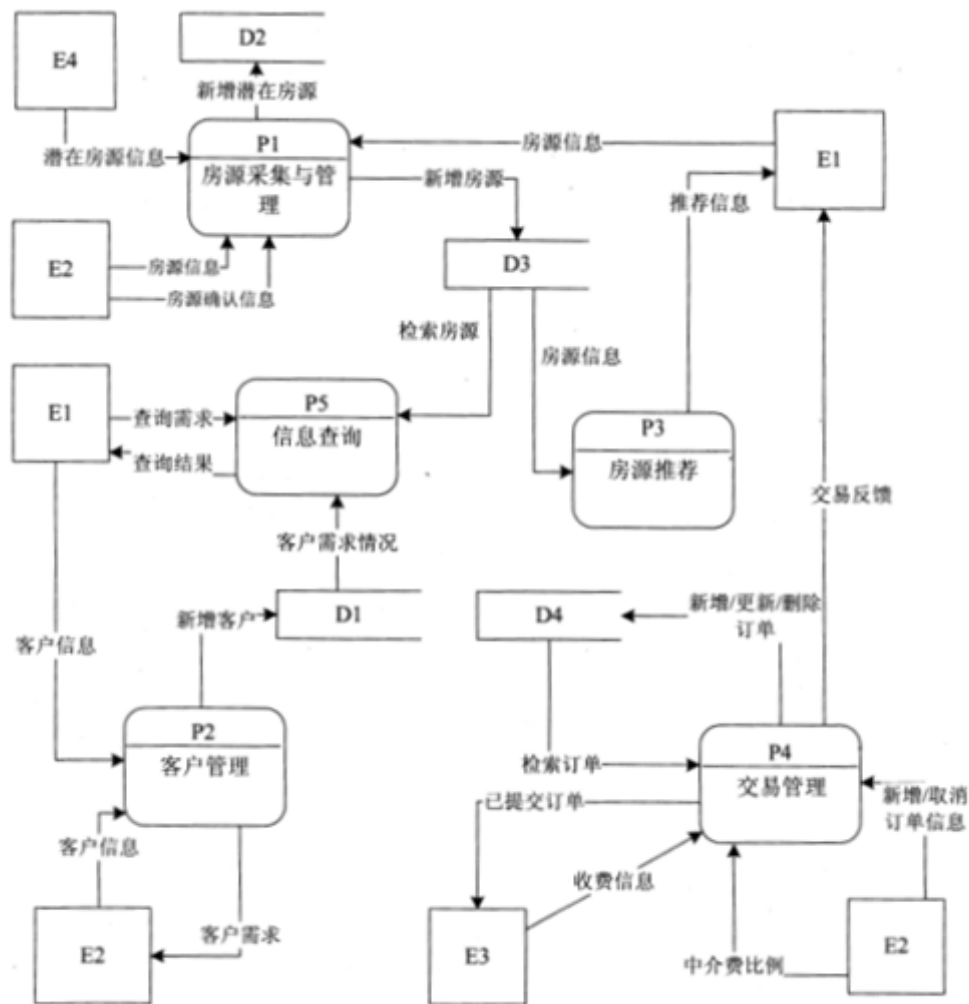 E4
D2
新增潜在房源
P1
房源信息
E1
潜在房源信息
房源采集与管
理
新增房源
推荐信息
E2
房源信息
房源确认信息
D3
检索房源
房源信息
E1
查询需求
P5
信息查询
查询结果
P3
房源推荐
交易反馈
客户需求情况
新增客户
D1
D4
新增/更新/删除
订单
客户信息
P2
客户管理
检索订单
P4
交易管理
已提交订单
新增/取消
订单信息
客户信息
收费信息
E2
客户需求
E3
中介费比例
E2